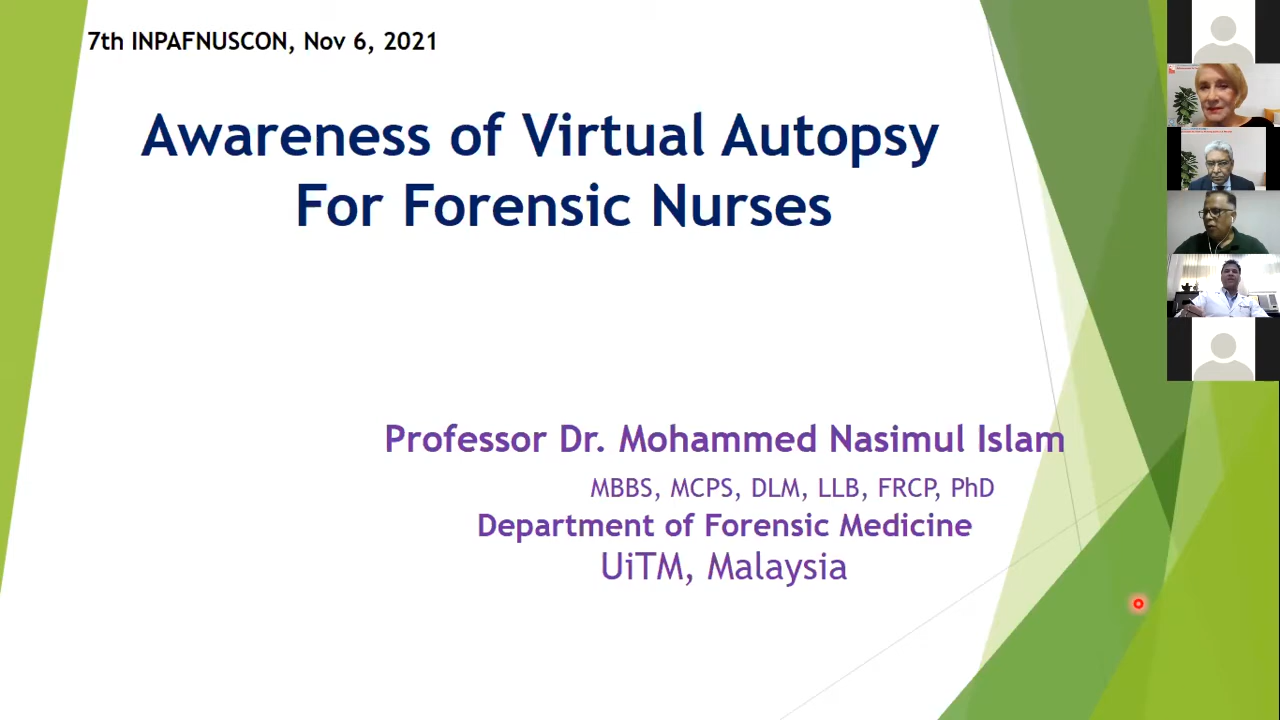 7th INPAFNUSCON, Nov 6, 2021
Awareness of Virtual Autopsy
For Forensic Nurses
Professor Dr. Mohammed Nasimul Islam
MBBS, MCPS, DLM, LLB, FRCP, PhD
Department of Forensic Medicine
UiTM, Malaysia